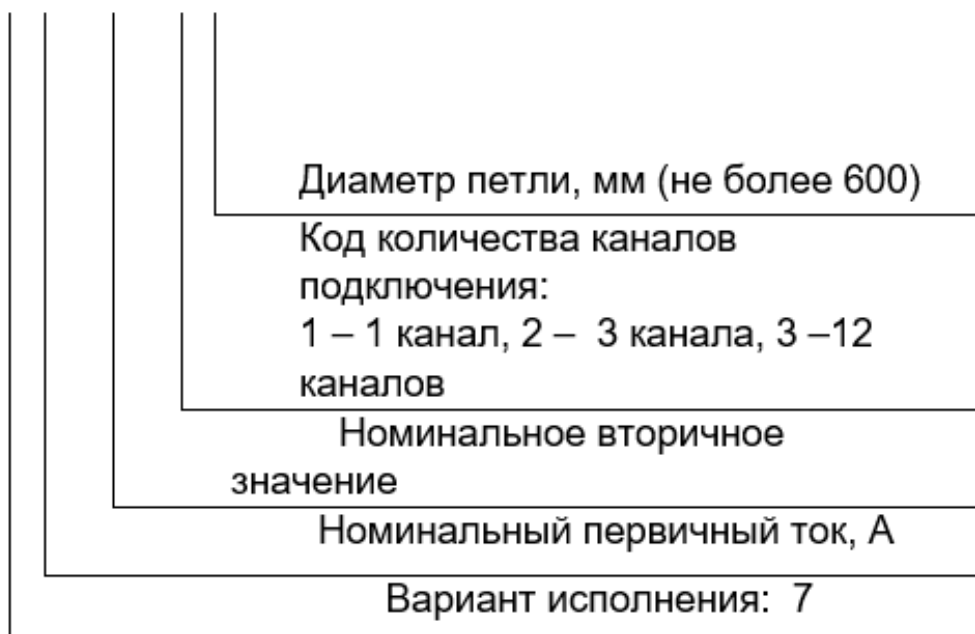 Диаметр петли, мм (не более 600)
Код количества каналов
подключения:
1 – 1 канал, 2 –  3 канала, 3 –12
каналов
Номинальное вторичное
значение
Номинальный первичный ток, А
Вариант исполнения:  7